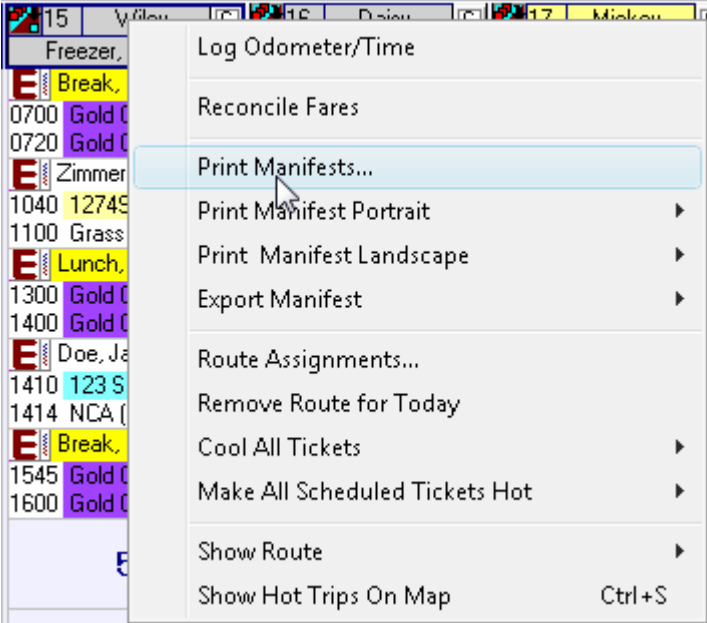 15 C 16 C 17
Freezer,
E Break,
0700 Gold
0720 Gold
E Zimmer
1040
1100 Grass
E Lunch,
1300 Gold
1400 Gold
E Doe,
1410 123 S
1414 NCA (
E Break,
1545 Gold
1600 Gold
5
Log Odometer/Time
Reconcile Fares
Print Manifests...
Print Manifest Portrait
Print  Manifest Landscape
Export Manifest
Route Assignments...
Remove Route for Today
Cool All Tickets
Make All Scheduled Tickets Hot
Show Route
Show Hot Trips On Map Ctrl+S